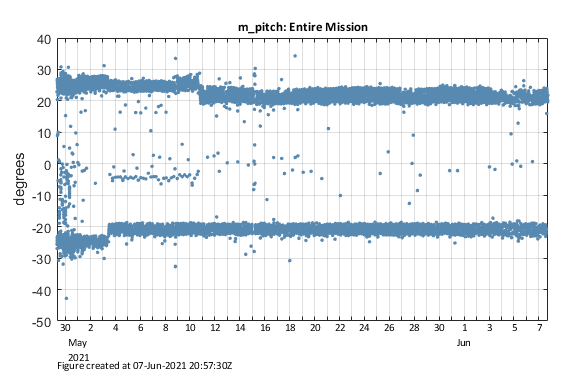 m_pitch: Entire Mission
40
30
20
10
0
-10
-20
-30
-40
-50
degrees
30 2 4 6 8 10 12 14 16 18 20 22 24 26 28 30 1 3 5 7
May Jun
2021
Figure created at 07-Jun-2021 20:57:30Z